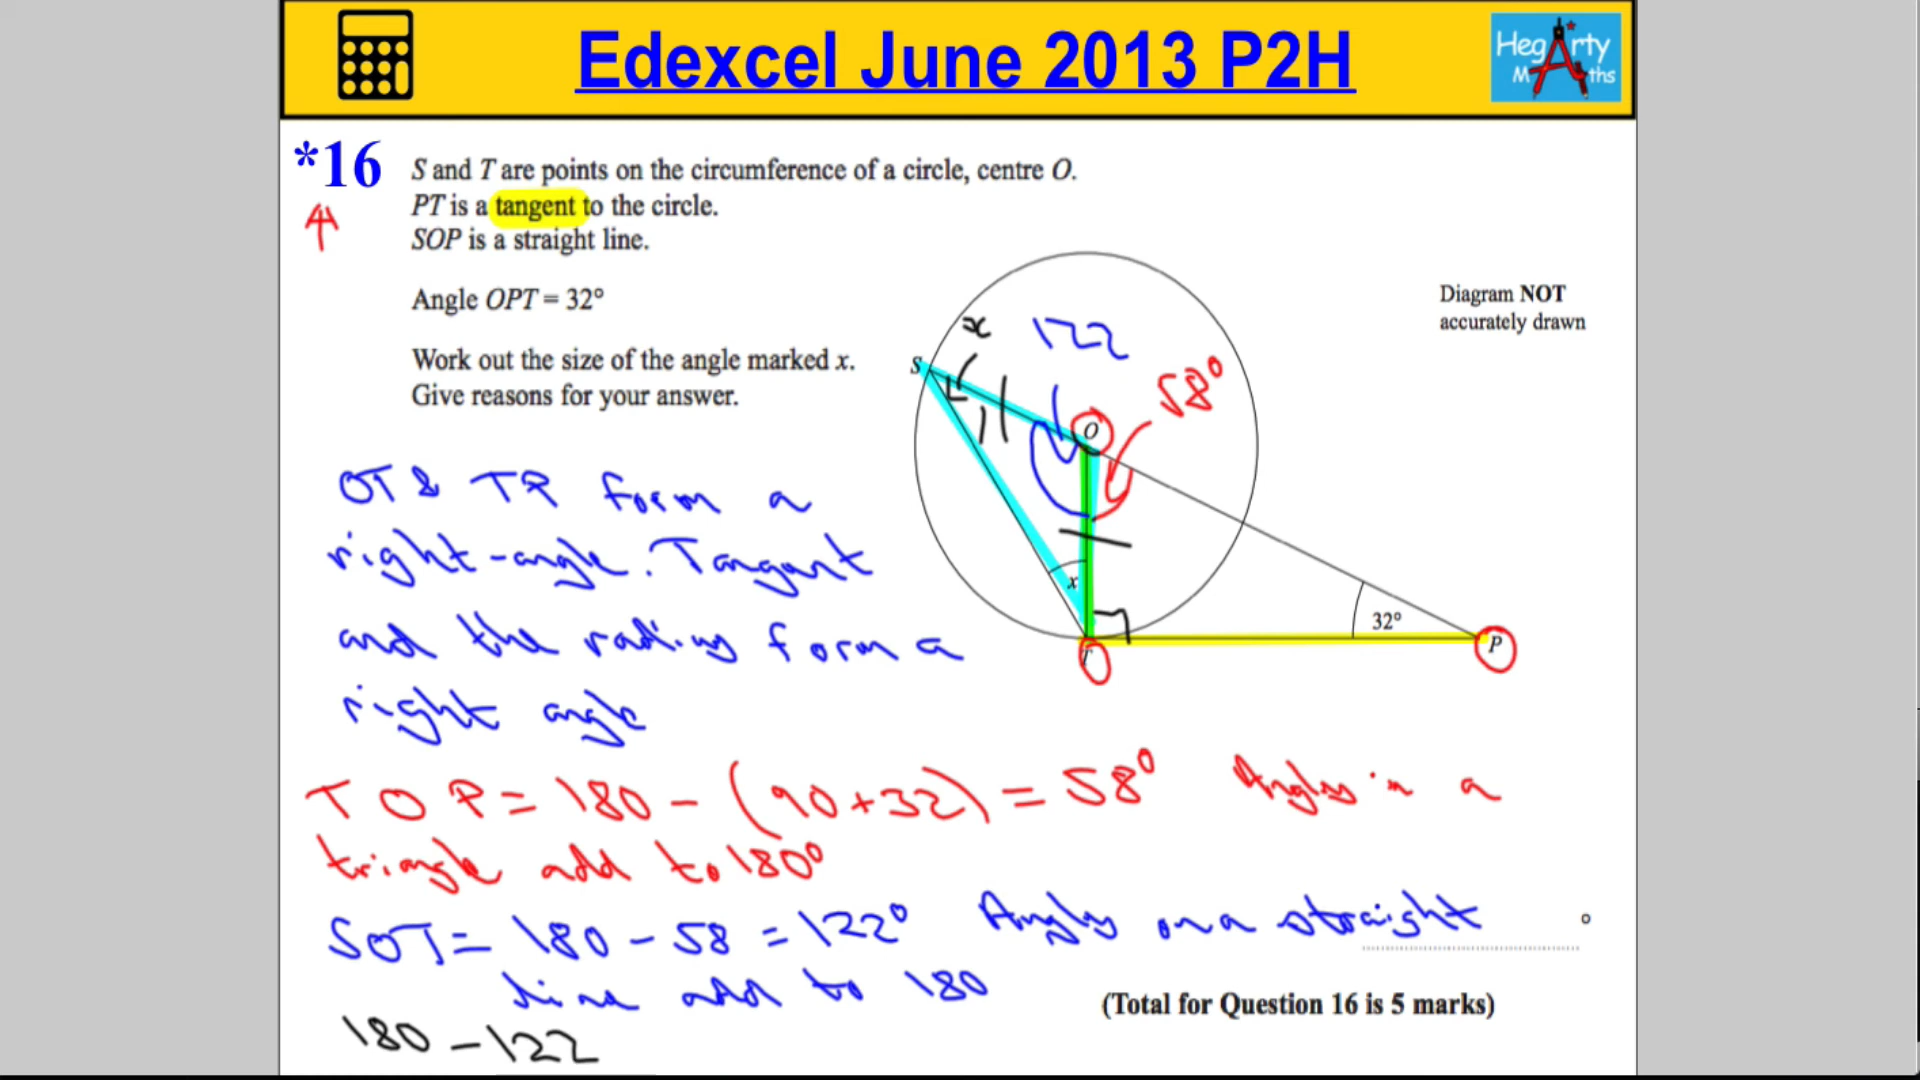 Edexcel June 2013 P2H
Hegarty
Maths
*16
S and T are points on the circumference of a circle, centre O.
PT is a tangent to the circle.
SOP is a straight line.
Angle OPT = 32°
Diagram NOT
accurately drawn
Work out the size of the angle marked x.
Give reasons for your answer.
x
122
58°
S
O
x
32°
T
P
OT & TP form a
right-angle. Tangent
and the radius form a
right angle
TOP = 180 - (90+32) = 58° Angles in a
triangle add to 180°
SOT = 180 - 58 = 122° Angles on a straight
°
line add to 180
(Total for Question 16 is 5 marks)
180 - 122